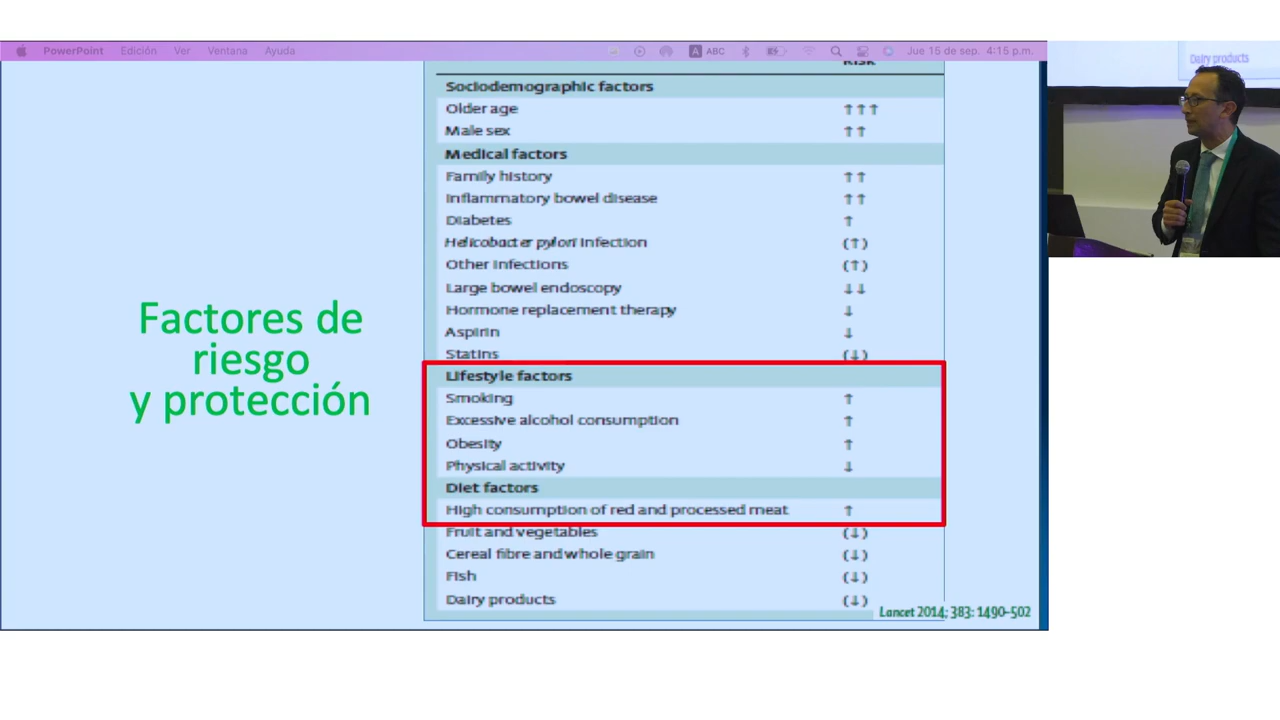 PowerPoint Edición Ver Ventana Ayuda ABC Jue 15 de sep. 4:15 p.m.
Risk
Sociodemographic factors
Older age ↑↑↑
Male sex ↑↑
Medical factors
Family history ↑↑
Inflammatory bowel disease ↑↑
Diabetes ↑
Helicobacter pylori infection (↑)
Other infections (↑)
Large bowel endoscopy ↓↓
Hormone replacement therapy ↓
Aspirin ↓
Statins (↓)
Lifestyle factors
Smoking ↑
Excessive alcohol consumption ↑
Obesity ↑
Physical activity ↓
Diet factors
High consumption of red and processed meat ↑
Fruit and vegetables (↓)
Cereal fibre and whole grain (↓)
Fish (↓)
Dairy products (↓)
Lancet 2014; 383: 1490–502
Factores de
riesgo
y protección
Dairy products